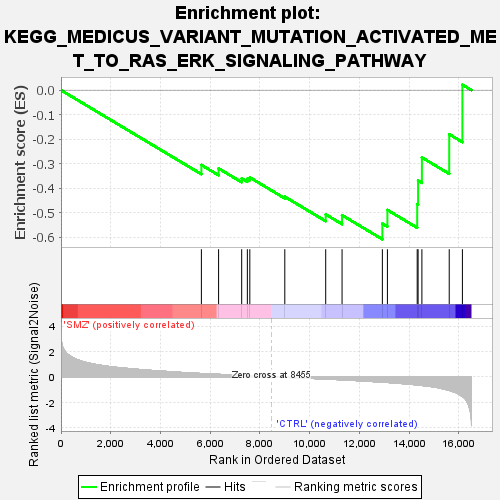 Enrichment plot:
KEGG_MEDICUS_VARIANT_MUTATION_ACTIVATED_ME
T_TO_RAS_ERK_SIGNALING_PATHWAY
Enrichment score (ES)
0.0
-0.1
-0.2
-0.3
-0.4
-0.5
-0.6
'SMZ' (positively correlated)
Ranked list metric (Signal2Noise)
4
2
0
-2
-4
Zero cross at 8455
'CTRL' (negatively correlated)
0
2,000
4,000
6,000
8,000
10,000
12,000
14,000
16,000
Rank in Ordered Dataset
Enrichment profile
Hits
Ranking metric scores